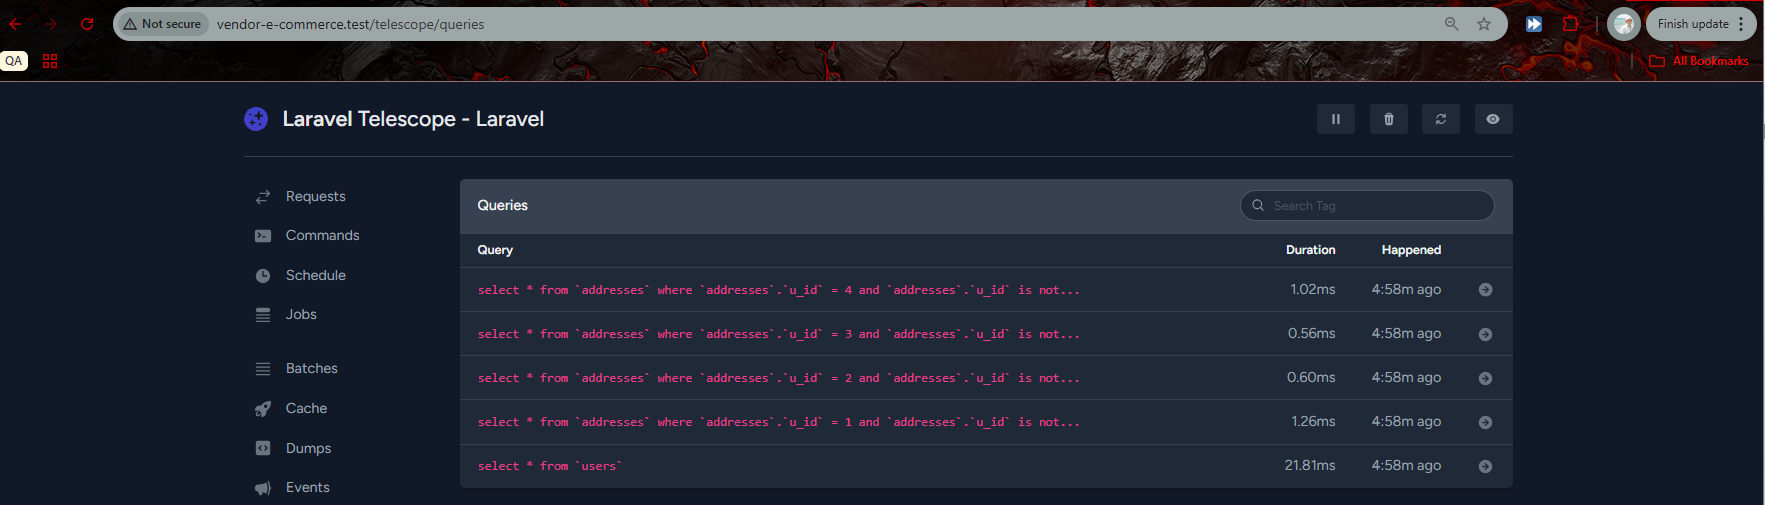 Not secure vendor-e-commerce.test/telescope/queries Finish update
QA All Bookmarks
Laravel Telescope - Laravel
Requests
Commands
Schedule
Jobs
Batches
Cache
Dumps
Events
Queries Search Tag
Query Duration Happened
select * from `addresses` where `addresses`.`u_id` = 4 and `addresses`.`u_id` is not... 1.02ms 4:58m ago
select * from `addresses` where `addresses`.`u_id` = 3 and `addresses`.`u_id` is not... 0.56ms 4:58m ago
select * from `addresses` where `addresses`.`u_id` = 2 and `addresses`.`u_id` is not... 0.60ms 4:58m ago
select * from `addresses` where `addresses`.`u_id` = 1 and `addresses`.`u_id` is not... 1.26ms 4:58m ago
select * from `users` 21.81ms 4:58m ago